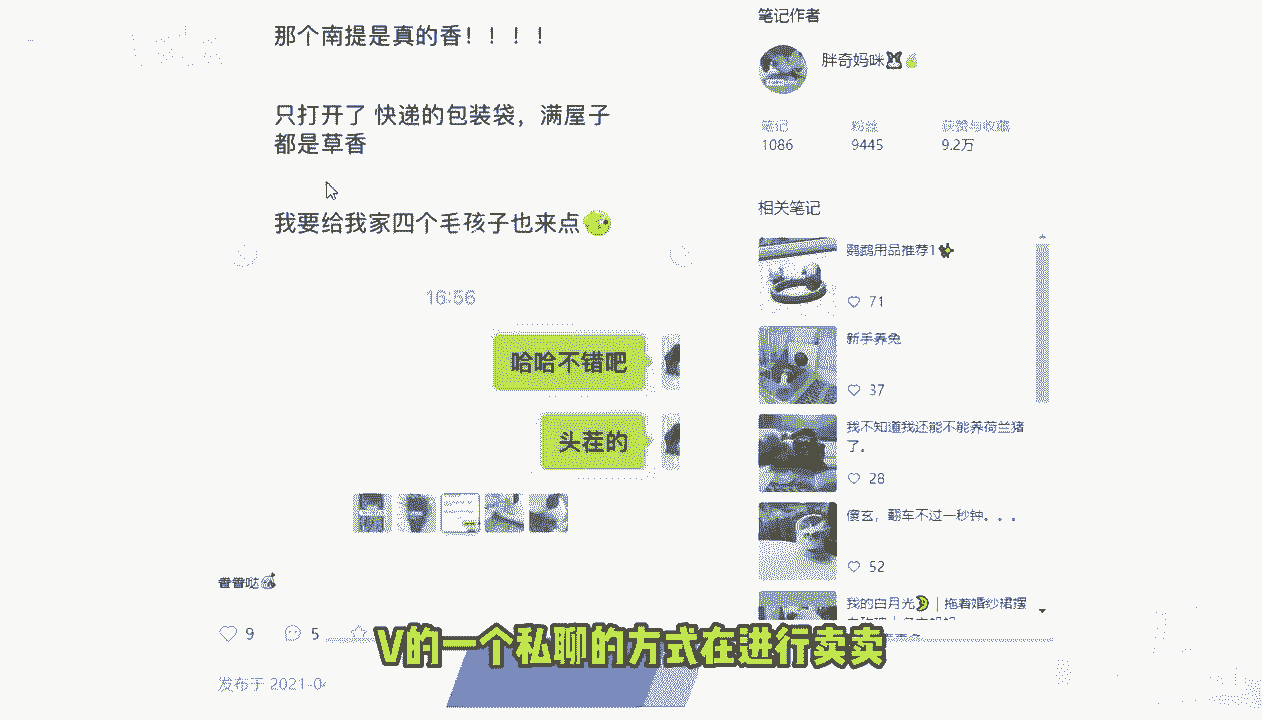 那个南提是真的香！！！！
只打开了 快递的包装袋，满屋子
都是草香
我要给我家四个毛孩子也来点
16:56
哈哈不错吧
头茬的
9
5
发布于 2021-0
笔记作者
胖奇妈咪
笔记 粉丝 获赞与收藏
1086 9445 9.2万
相关笔记
鹦鹉用品推荐1
71
新手养兔
37
我不知道我还能不能养荷兰猪
了。
28
傻玄，翻车不过一秒钟。。。
52
我的白月光 | 拖着婚纱裙摆
V的一个私聊的方式在进行卖卖